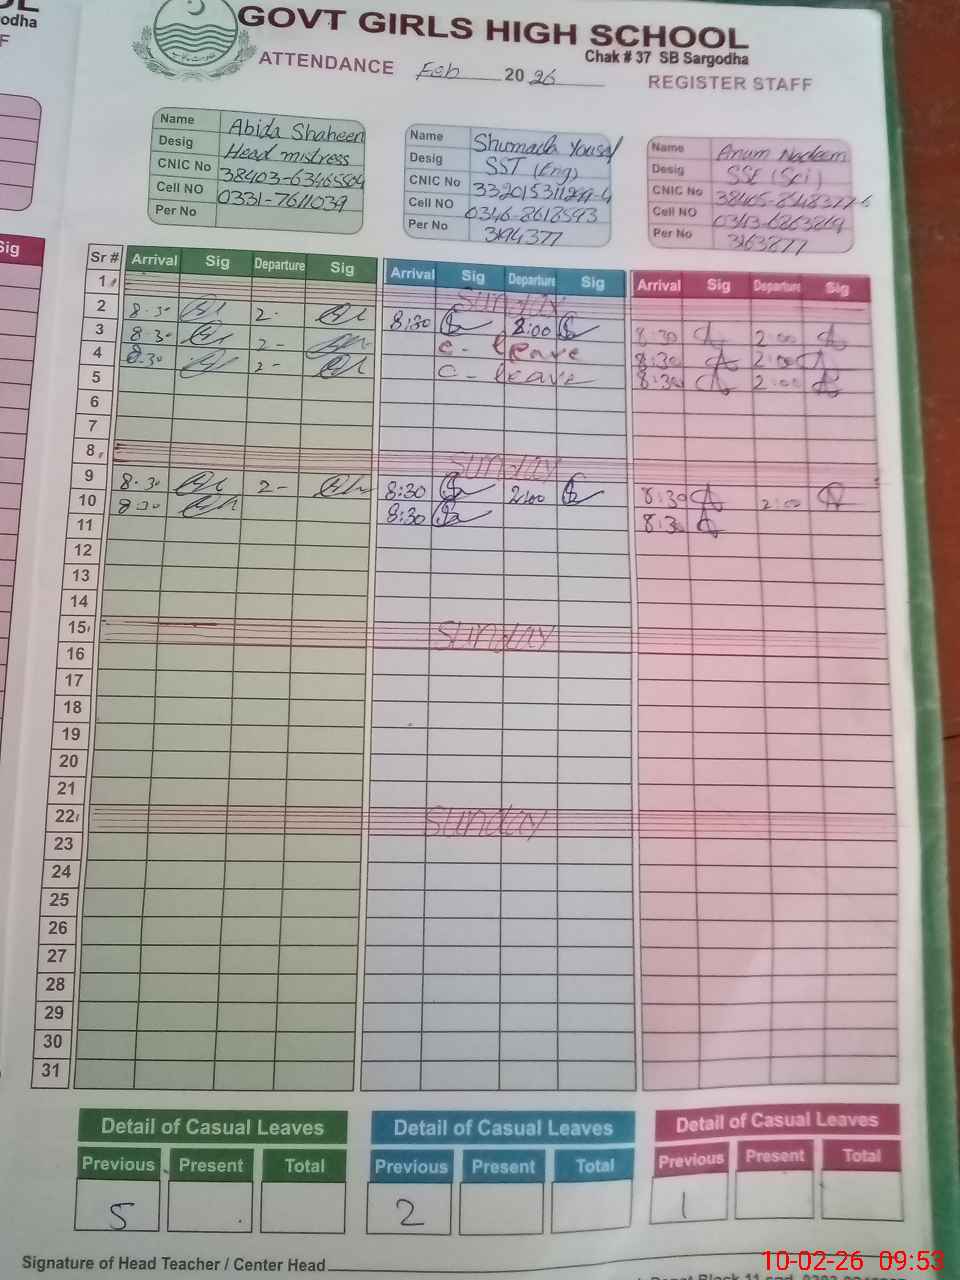 GOVT GIRLS HIGH SCHOOL
Chak # 37 SB Sargodha
ATTENDANCE Feb 2026 REGISTER STAFF
Name Abida Shaheen
Desig Head mistress
CNIC No
Cell NO 0331-7611039
Per No
Name Yousaf
Desig SST (Eng)
CNIC No
Cell NO 0346-8618593
Per No 3194377
Name Anum Nadeem
Desig SSE (Sci)
CNIC No
Cell NO
Per No 3163877
Sr # Arrival Sig Departure Sig Arrival Sig Departure Sig Arrival Sig Departure Sig
1 Sunday
2 8.30 2- 8:30 8:00 8:30 2:00
3 8.30 2- c- leave 8:30 2:00
4 8.30 2- c- leave 8:30 2:00
5
6
7
8 Sunday
9 8.30 2- 8:30 2:00 8:30 2:00
10 8:30 8:30 8:30
11
12
13
14
15 Sunday
16
17
18
19
20
21
22 Sunday
23
24
25
26
27
28
29
30
31
Detail of Casual Leaves Detail of Casual Leaves Detail of Casual Leaves
Previous Present Total Previous Present Total Previous Present Total
5 2 1
Signature of Head Teacher / Center Head
10-02-26 09:53